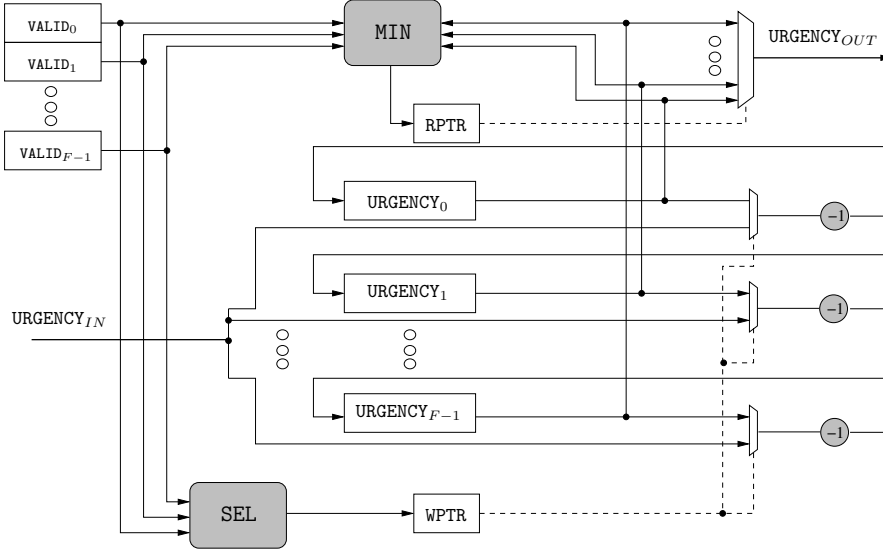 VALID0
MIN
URGENCYOUT
VALID1
RPTR
VALIDF−1
URGENCY0
−1
URGENCY1
−1
URGENCYIN
URGENCYF−1
−1
SEL
WPTR